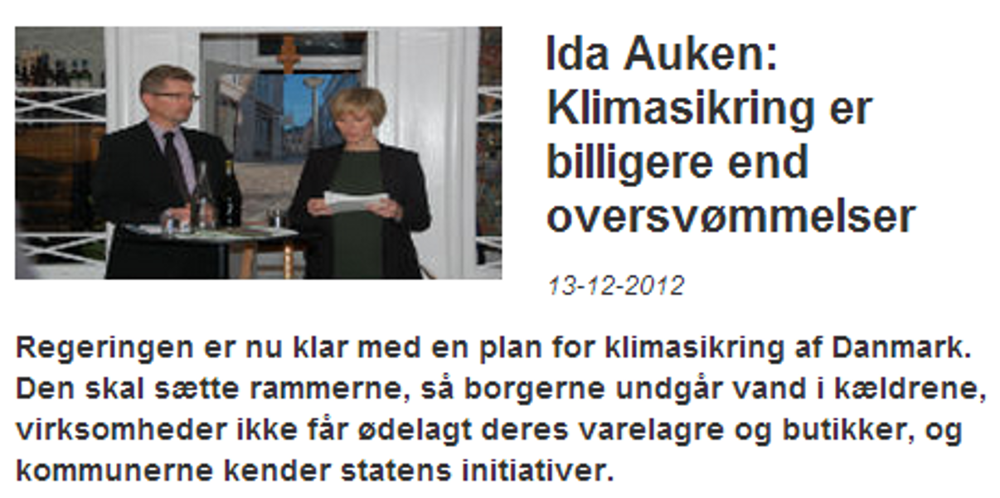 Ida Auken:
Klimasikring er
billigere end
oversvømmelser
13-12-2012
Regeringen er nu klar med en plan for klimasikring af Danmark.
Den skal sætte rammerne, så borgerne undgår vand i kældrene,
virksomheder ikke får ødelagt deres varelagre og butikker, og
kommunerne kender statens initiativer.